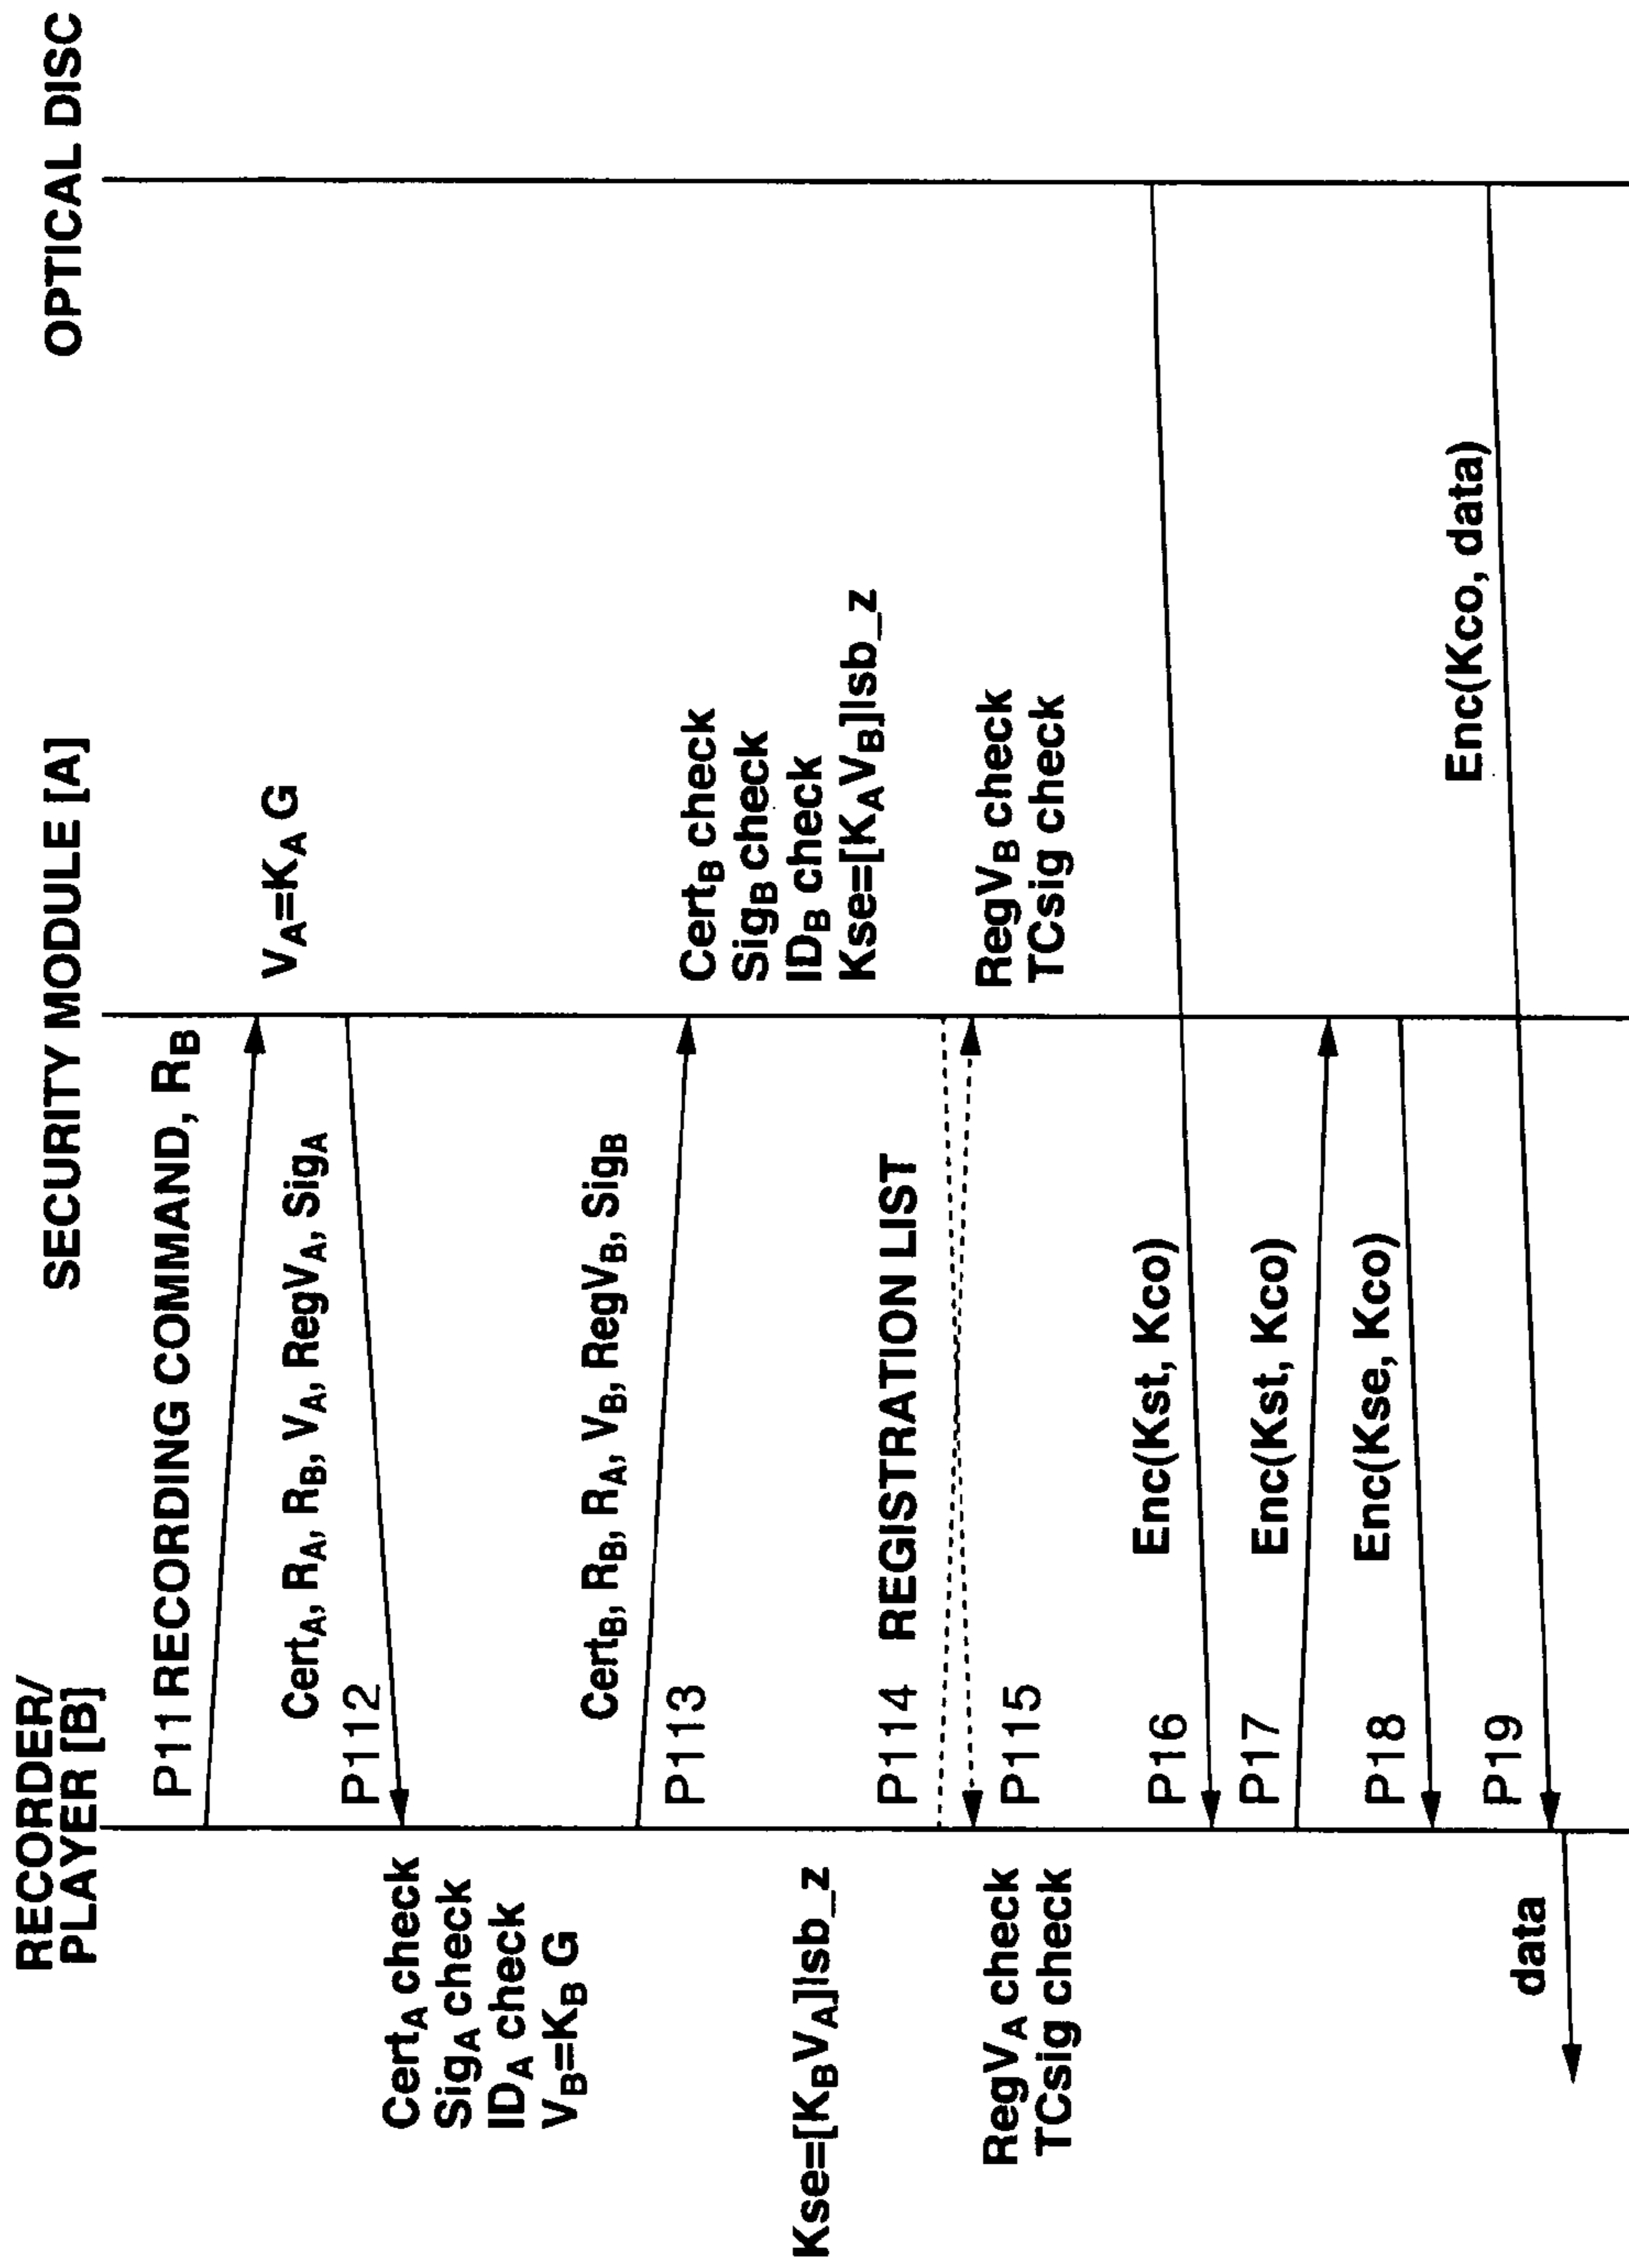 RECORDER/
PLAYER [B]
SECURITY MODULE [A]
OPTICAL DISC
P111 RECORDING COMMAND, RB
VA=KA G
CertA, RA, RB, VA, RegVA, SigA
P112
CertA check
SigA check
IDA check
VB=KB G
CertB, RB, RA, VB, RegVB, SigB
P113
CertB check
SigB check
IDB check
Kse=[KAVB]lsb_z
Kse=[KBVA]lsb_z
P114 REGISTRATION LIST
P115
RegVA check
TCsig check
RegVB check
TCsig check
Enc(Kst, Kco)
P16
Enc(Kst, Kco)
P17
Enc(Kse, Kco)
P18
Enc(Kco, data)
P19
data